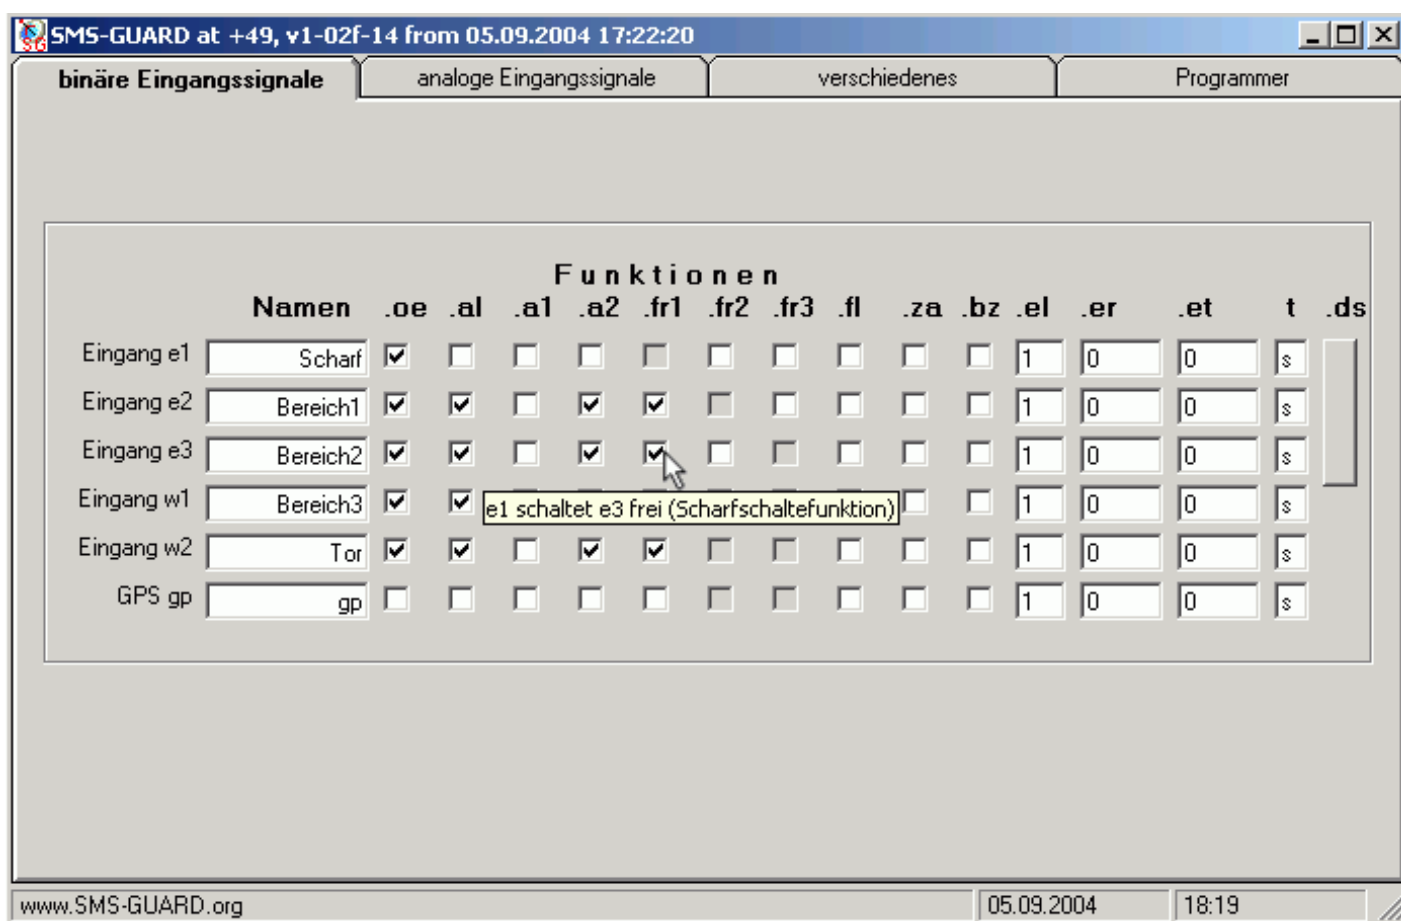 SMS-GUARD at +49, v1-02f-14 from 05.09.2004 17:22:20
binäre Eingangssignale analoge Eingangssignale verschiedenes Programmer
Funktionen
Namen .oe .al .a1 .a2 .fr1 .fr2 .fr3 .fl .za .bz .el .er .et t .ds
Eingang e1 Scharf 1 0 0 s
Eingang e2 Bereich1 1 0 0 s
Eingang e3 Bereich2 1 0 0 s
Eingang w1 Bereich3 1 0 0 s
e1 schaltet e3 frei (Scharfschaltefunktion)
Eingang w2 Tor 1 0 0 s
GPS gp gp 1 0 0 s
www.SMS-GUARD.org 05.09.2004 18:19